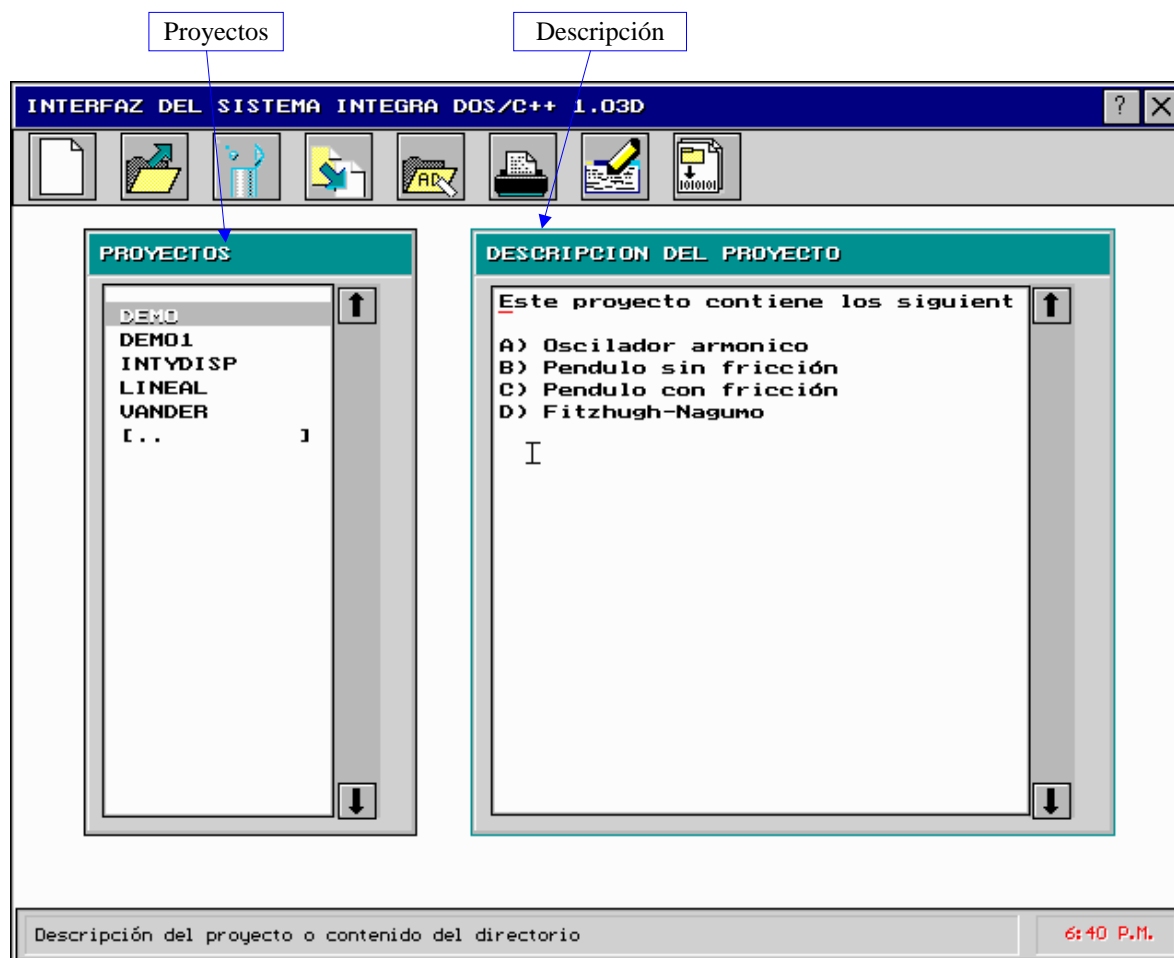 Proyectos
Descripción
INTERFAZ DEL SISTEMA INTEGRA DOS/C++ 1.03D
?
AD
010101
PROYECTOS
DEMO
DEMO1
INTYDISP
LINEAL
VANDER
[.. ]
DESCRIPCION DEL PROYECTO
Este proyecto contiene los siguient
A) Oscilador armonico
B) Pendulo sin fricción
C) Pendulo con fricción
D) Fitzhugh-Nagumo
Descripción del proyecto o contenido del directorio
6:40 P.M.